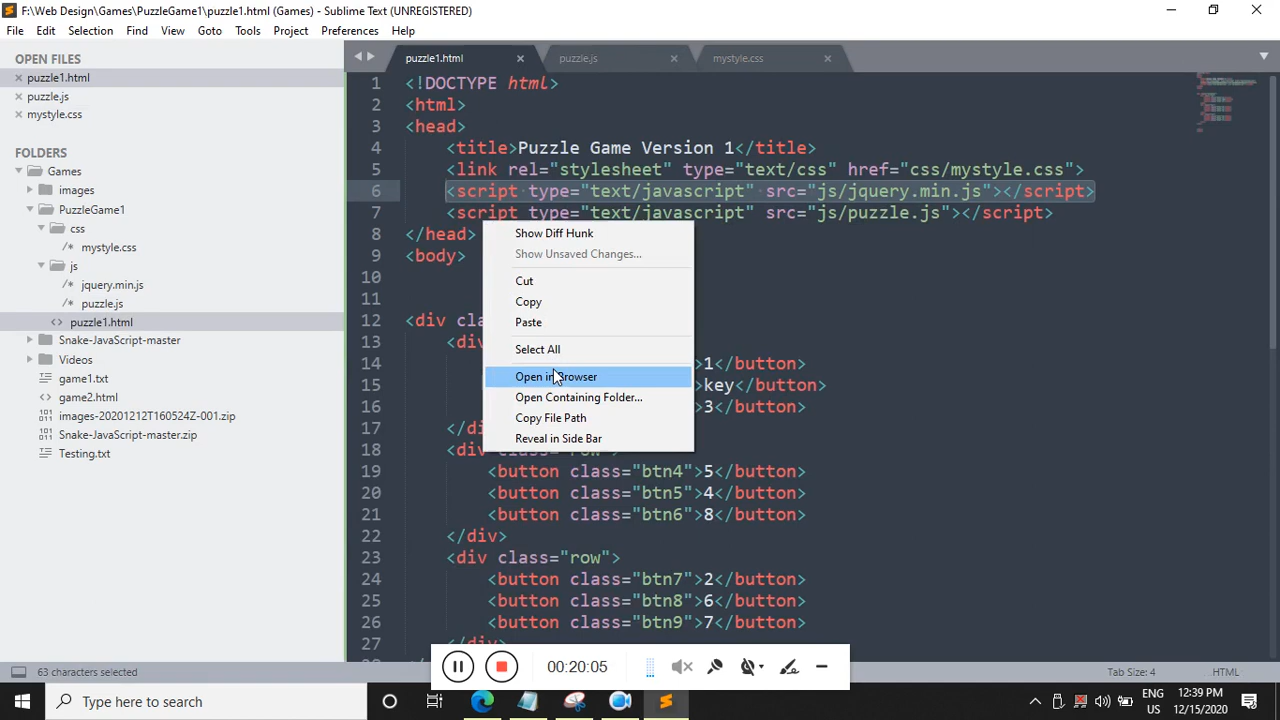 F:\Web Design\Games\PuzzleGame1\puzzle1.html (Games) - Sublime Text (UNREGISTERED)
File Edit Selection Find View Goto Tools Project Preferences Help
OPEN FILES
puzzle1.html
puzzle.js
mystyle.css
FOLDERS
Games
images
PuzzleGame1
css
/* mystyle.css
js
/* jquery.min.js
/* puzzle.js
<> puzzle1.html
Snake-JavaScript-master
Videos
game1.txt
game2.html
images-20201212T160524Z-001.zip
Snake-JavaScript-master.zip
Testing.txt
puzzle1.html puzzle.js mystyle.css
1 <!DOCTYPE html>
2 <html>
3 <head>
4 <title>Puzzle Game Version 1</title>
5 <link rel="stylesheet" type="text/css" href="css/mystyle.css">
6 <script type="text/javascript" src="js/jquery.min.js"></script>
7 <script type="text/javascript" src="js/puzzle.js"></script>
8 </head>
9 <body>
10
11
12 <div cla
13 <div
14 >1</button>
15 >key</button>
16 >3</button>
17 </di
18 <div class="row">
19 <button class="btn4">5</button>
20 <button class="btn5">4</button>
21 <button class="btn6">8</button>
22 </div>
23 <div class="row">
24 <button class="btn7">2</button>
25 <button class="btn8">6</button>
26 <button class="btn9">7</button>
27 </div>
Show Diff Hunk
Show Unsaved Changes...
Cut
Copy
Paste
Select All
Open in Browser
Open Containing Folder...
Copy File Path
Reveal in Side Bar
00:20:05
63 characters selected
Tab Size: 4 HTML
Type here to search
ENG
IN
12:39 PM
12/15/2020